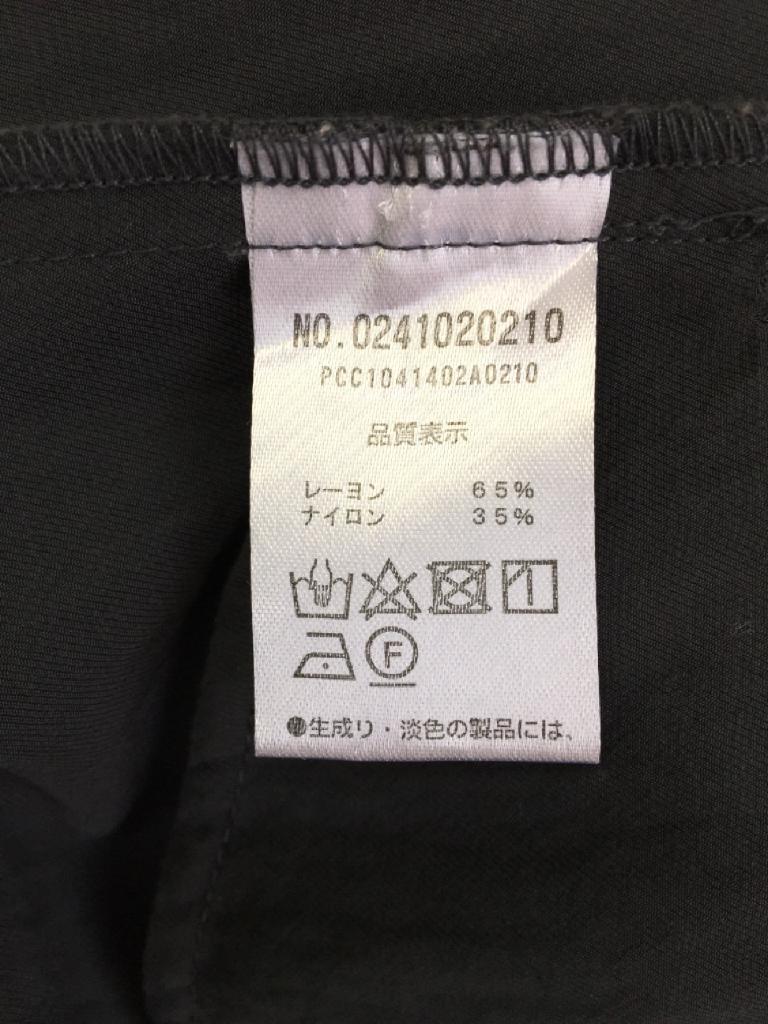 NO.0241020210
PCC1041402A0210
品質表示
レーヨン 65%
ナイロン 35%
F
●生成り・淡色の製品には、